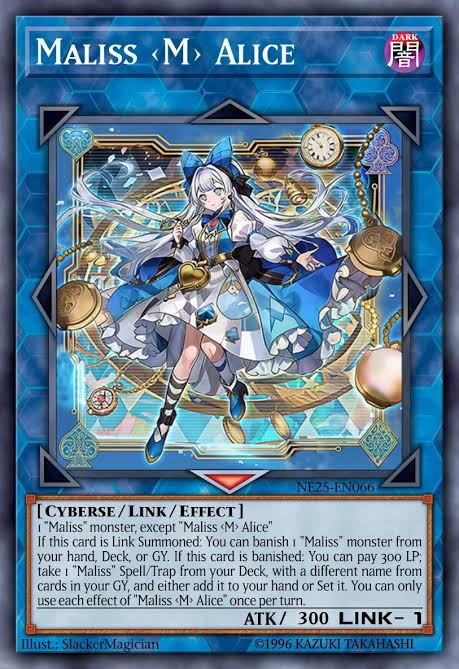 Maliss ‹M› Alice
DARK
闇
NE25-EN066
[Cyberse/Link/Effect]
1 "Maliss" monster, except "Maliss ‹M› Alice"
If this card is Link Summoned: You can banish 1 "Maliss" monster from
your hand, Deck, or GY. If this card is banished: You can pay 300 LP;
take 1 "Maliss" Spell/Trap from your Deck, with a different name from
cards in your GY, and either add it to your hand or Set it. You can only
use each effect of "Maliss ‹M› Alice" once per turn.
ATK/ 300 LINK-1
Illust.: SlackerMagician ©1996 KAZUKI TAKAHASHI